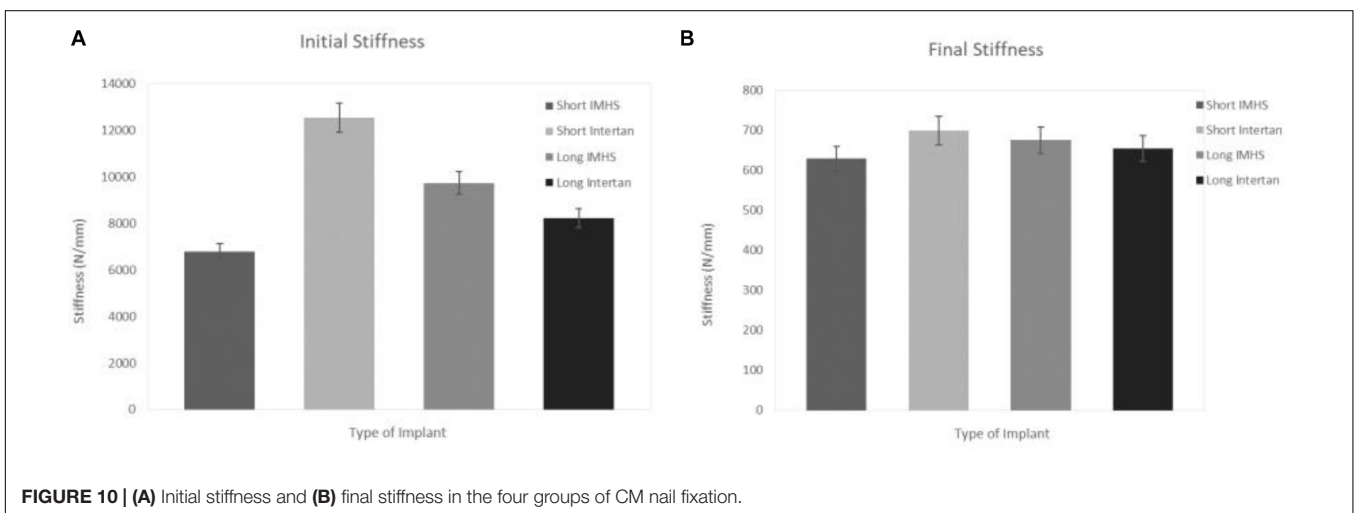 A
Initial Stiffness
14000
12000
10000
8000
6000
4000
2000
0
Stiffness (N/mm)
Short IMHS
Short Intertan
Long IMHS
Long Intertan
Type of Implant
B
Final Stiffness
800
700
600
500
400
300
200
100
0
Stiffness (N/mm)
Short IMHS
Short Intertan
Long IMHS
Long Intertan
Type of Implant
FIGURE 10 | (A) Initial stiffness and (B) final stiffness in the four groups of CM nail fixation.